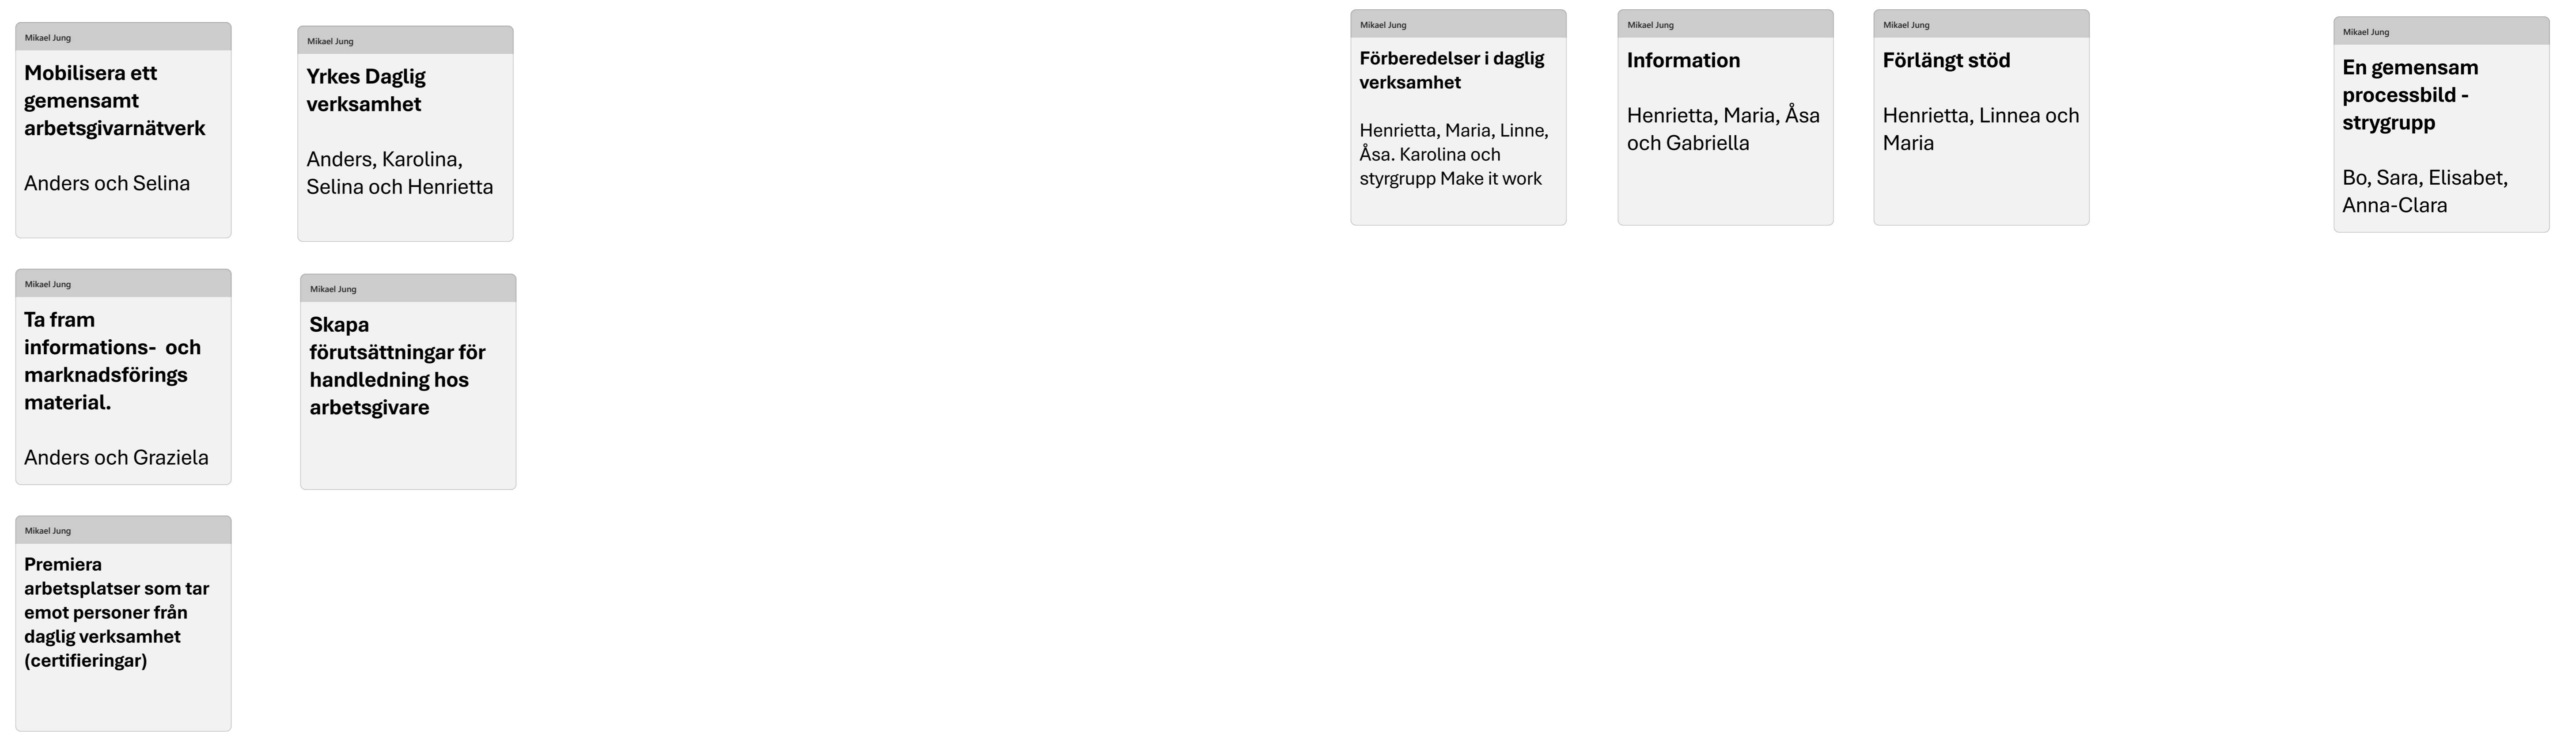 Mikael Jung
Mobilisera ett
gemensamt
arbetsgivarnätverk
Anders och Selina
Mikael Jung
Yrkes Daglig
verksamhet
Anders, Karolina,
Selina och Henrietta
Mikael Jung
Förberedelser i daglig
verksamhet
Henrietta, Maria, Linne,
Åsa. Karolina och
styrgrupp Make it work
Mikael Jung
Information
Henrietta, Maria, Åsa
och Gabriella
Mikael Jung
Förlängt stöd
Henrietta, Linnea och
Maria
Mikael Jung
En gemensam
processbild -
strygrupp
Bo, Sara, Elisabet,
Anna-Clara
Mikael Jung
Ta fram
informations-  och
marknadsförings
material.
Anders och Graziela
Mikael Jung
Skapa
förutsättningar för
handledning hos
arbetsgivare
Mikael Jung
Premiera
arbetsplatser som tar
emot personer från
daglig verksamhet
(certifieringar)